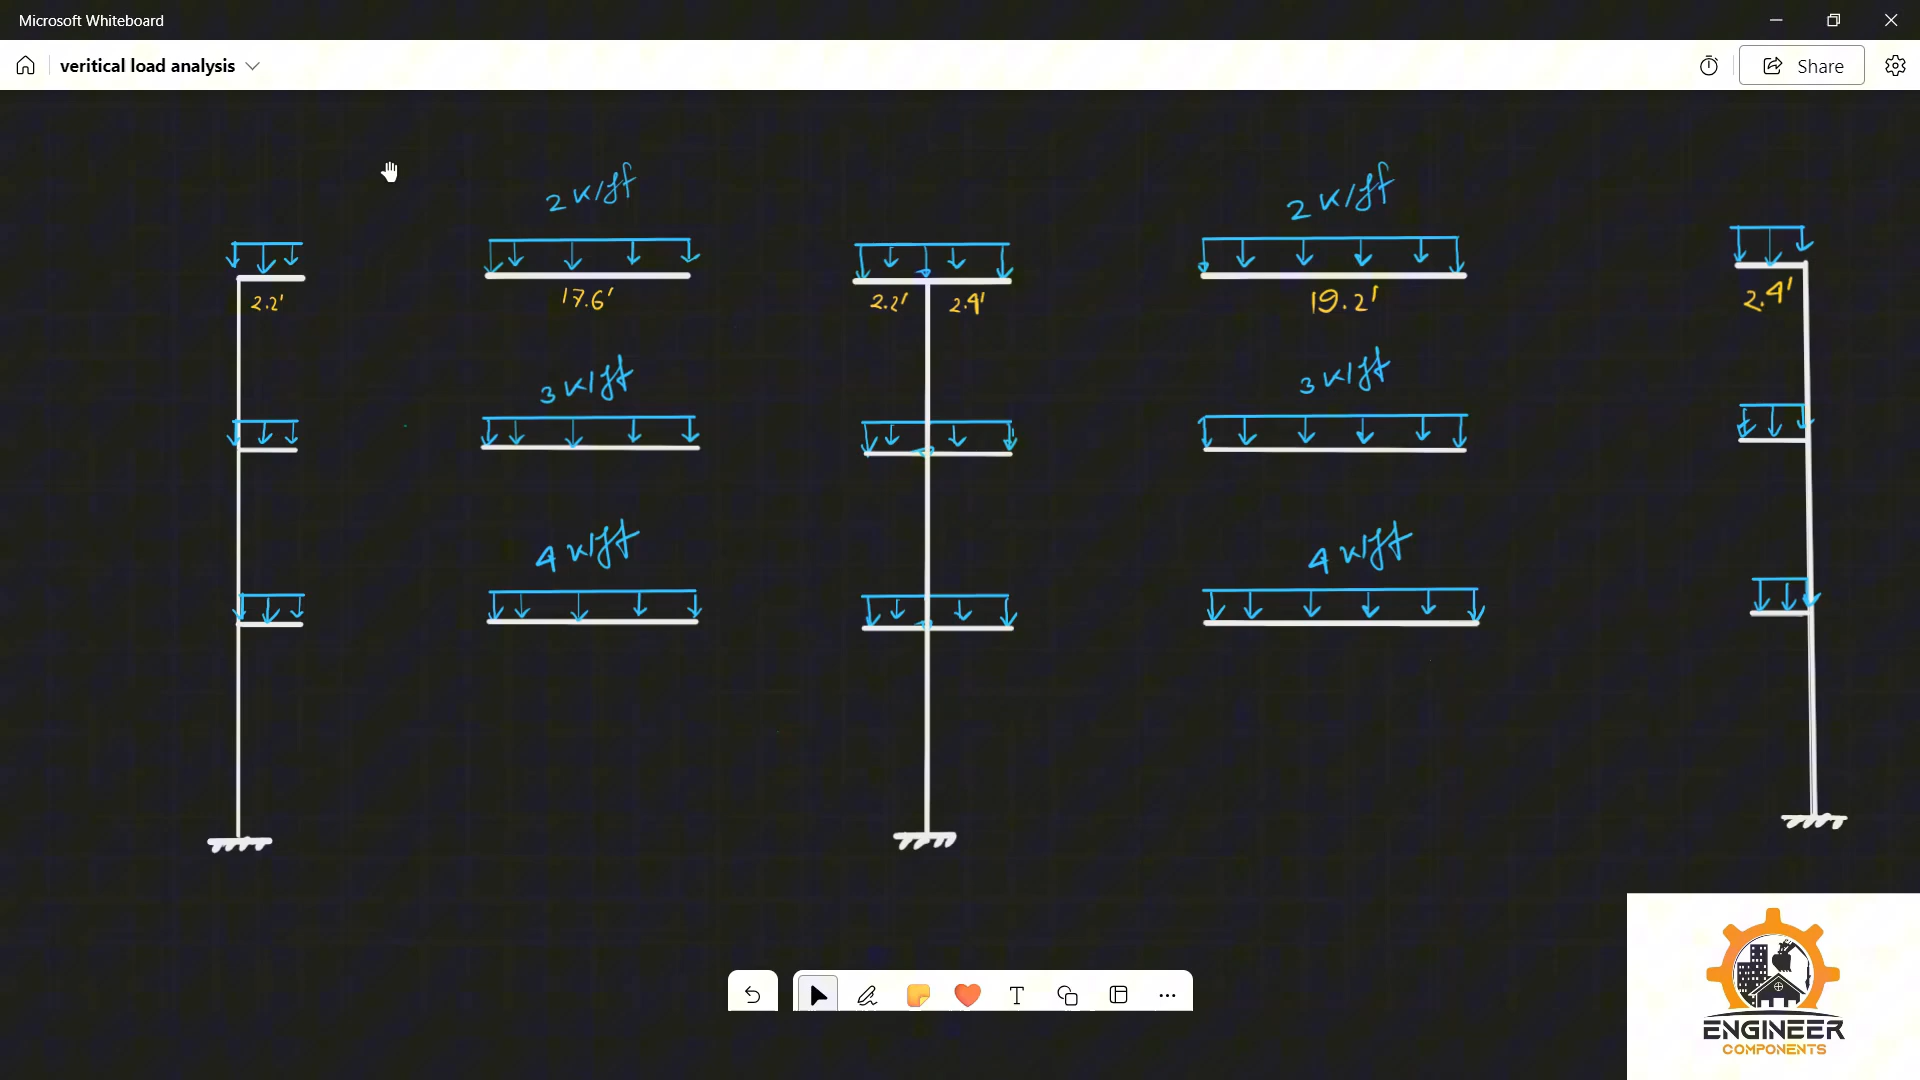 Microsoft Whiteboard
veritical load analysis
Share
2 K/ft
2 K/ft
2.2'
17.6'
2.2'
2.4'
19.2'
2.4'
3 K/ft
3 K/ft
4 K/ft
4 K/ft
ENGINEER
COMPONENTS